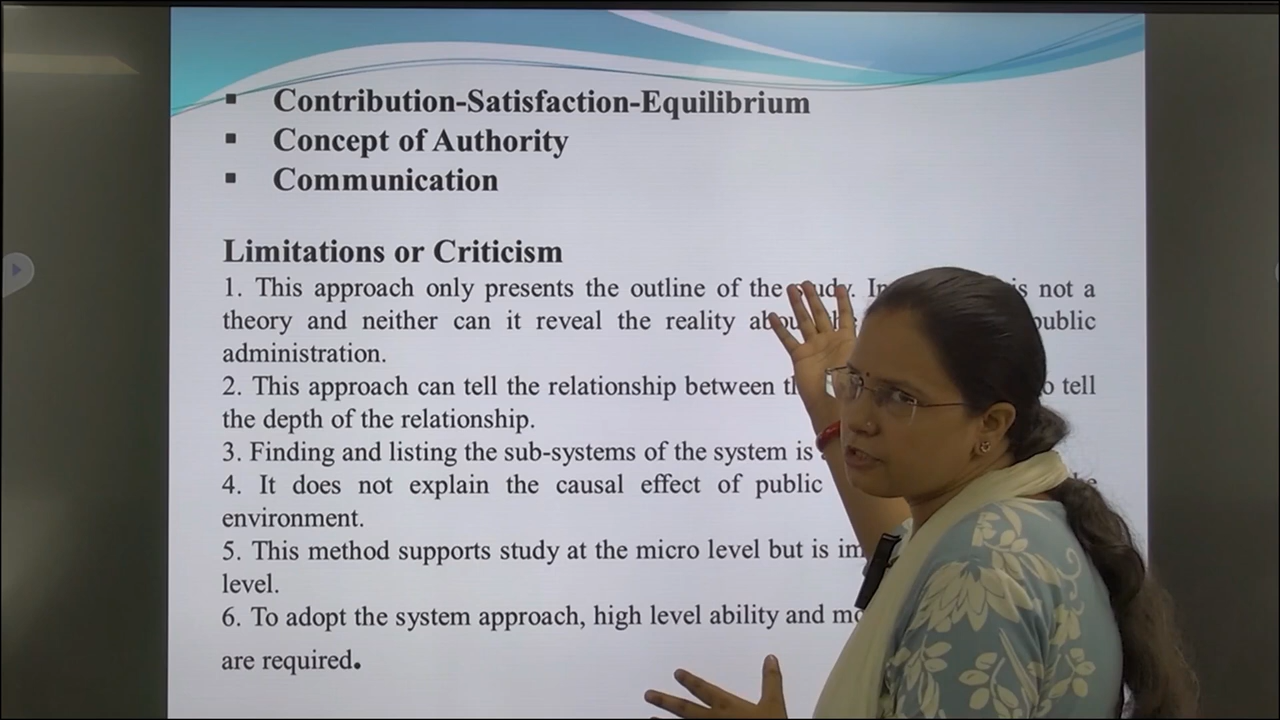 ▪ Contribution-Satisfaction-Equilibrium
▪ Concept of Authority
▪ Communication
Limitations or Criticism
1. This approach only presents the outline of the study. is not a
theory and neither can it reveal the reality public
administration.
2. This approach can tell the relationship between tell
the depth of the relationship.
3. Finding and listing the sub-systems of the system is
4. It does not explain the causal effect of public
environment.
5. This method supports study at the micro level but is
level.
6. To adopt the system approach, high level ability and
are required.